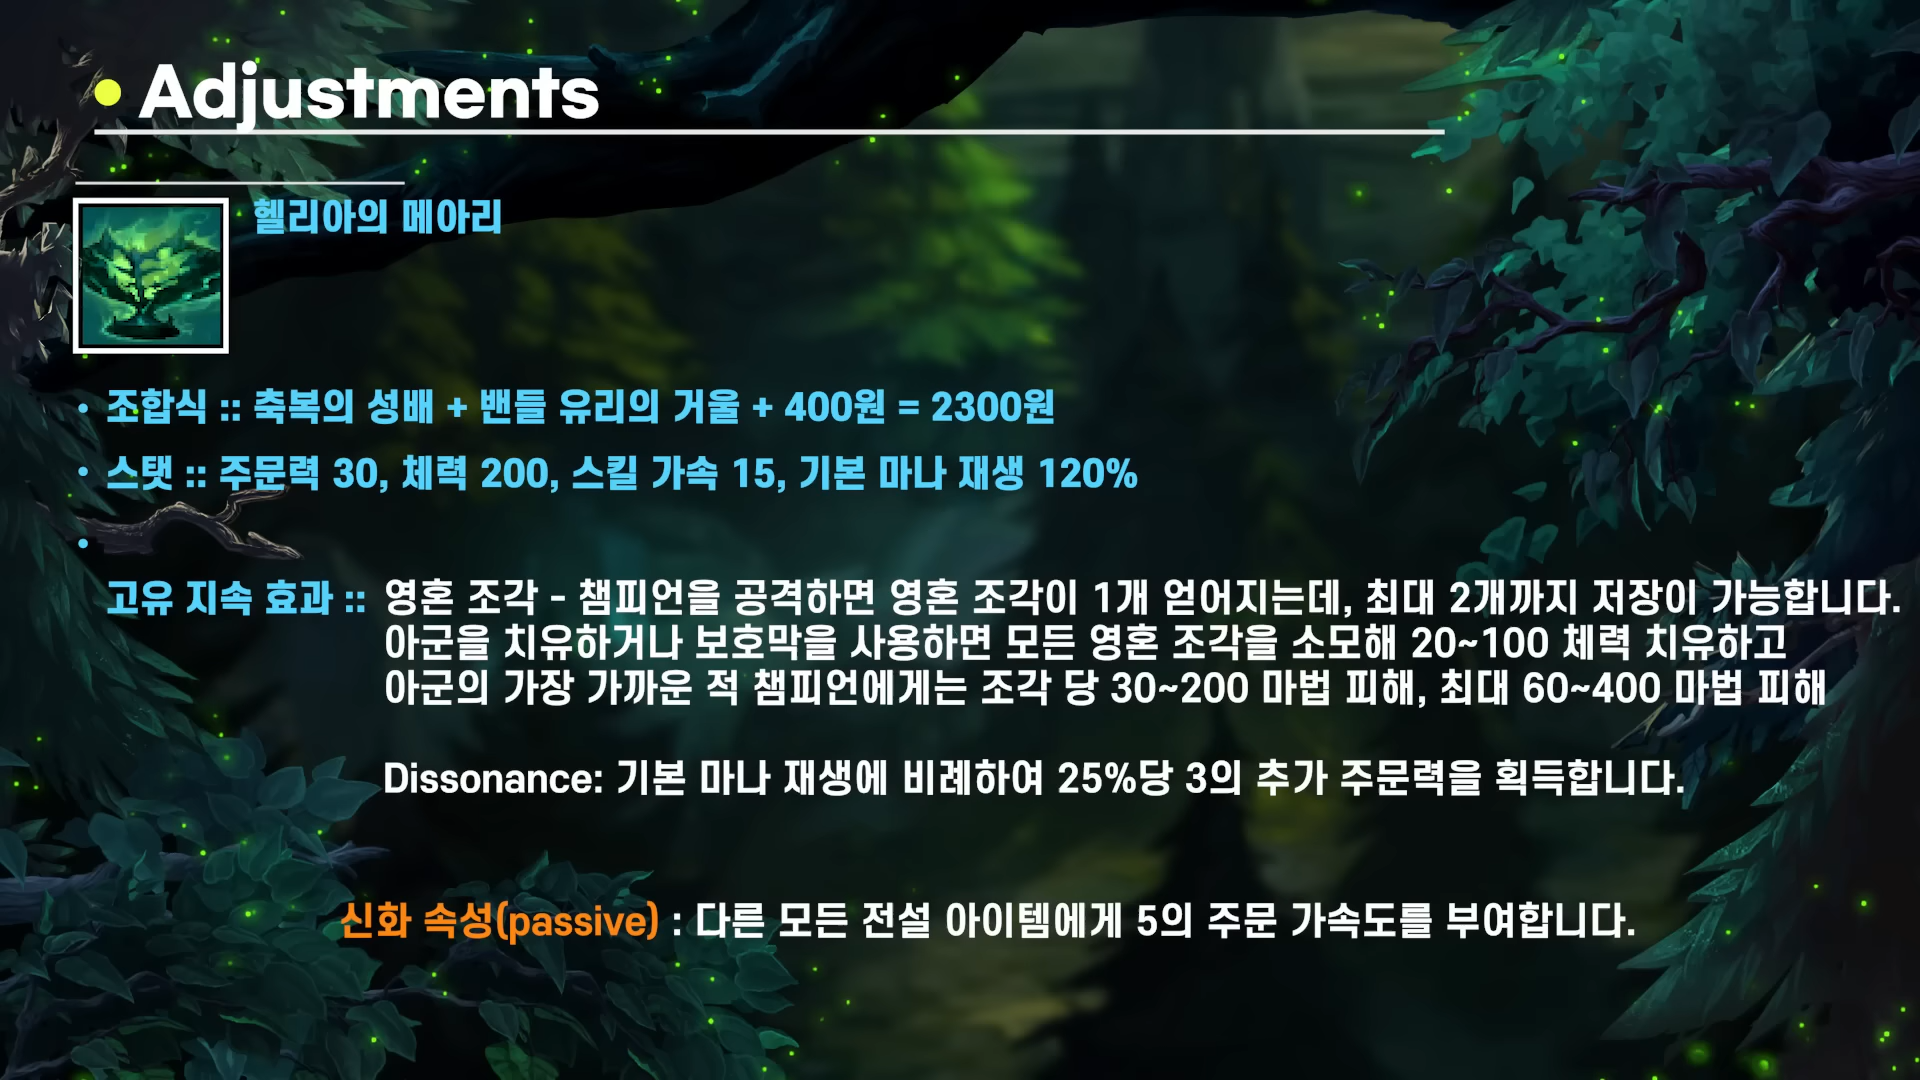 • Adjustments
헬리아의 메아리
• 조합식 :: 축복의 성배 + 밴들 유리의 거울 + 400원 = 2300원
• 스탯 :: 주문력 30, 체력 200, 스킬 가속 15, 기본 마나 재생 120%
•
고유 지속 효과 :: 영혼 조각 - 챔피언을 공격하면 영혼 조각이 1개 얻어지는데, 최대 2개까지 저장이 가능합니다.
아군을 치유하거나 보호막을 사용하면 모든 영혼 조각을 소모해 20~100 체력 치유하고
아군의 가장 가까운 적 챔피언에게는 조각 당 30~200 마법 피해, 최대 60~400 마법 피해
Dissonance: 기본 마나 재생에 비례하여 25%당 3의 추가 주문력을 획득합니다.
신화 속성(passive) : 다른 모든 전설 아이템에게 5의 주문 가속도를 부여합니다.